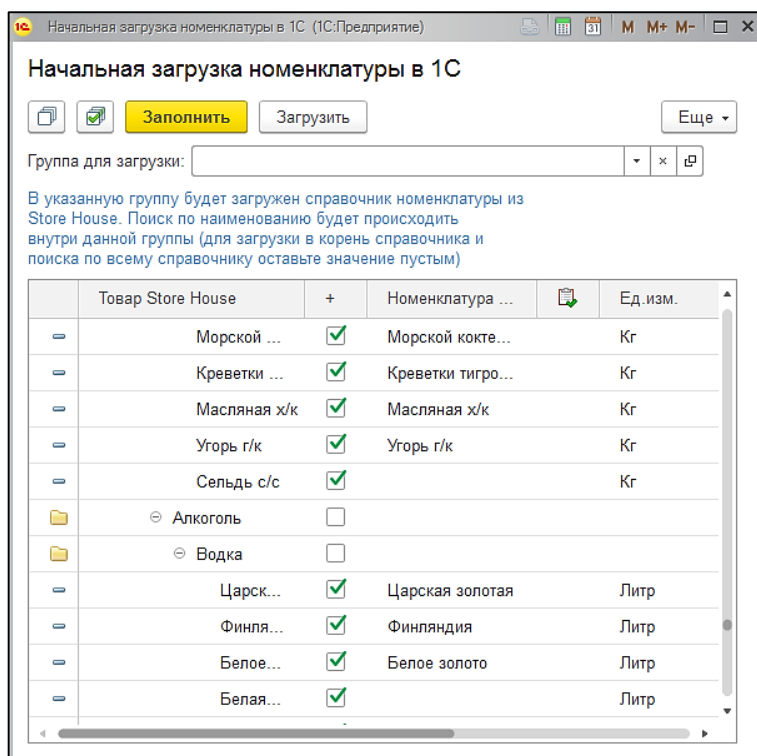 1С Начальная загрузка номенклатуры в 1С (1С:Предприятие) 31 M M+ M-
Начальная загрузка номенклатуры в 1С
Заполнить Загрузить Еще
Группа для загрузки:
В указанную группу будет загружен справочник номенклатуры из
Store House. Поиск по наименованию будет происходить
внутри данной группы (для загрузки в корень справочника и
поиска по всему справочнику оставьте значение пустым)
Товар Store House + Номенклатура ... Ед.изм.
Морской ... Морской кокте... Кг
Креветки ... Креветки тигро... Кг
Масляная х/к Масляная х/к Кг
Угорь г/к Угорь г/к Кг
Сельдь с/с Кг
Алкоголь
Водка
Царск... Царская золотая Литр
Финля... Финляндия Литр
Белое... Белое золото Литр
Белая... Литр